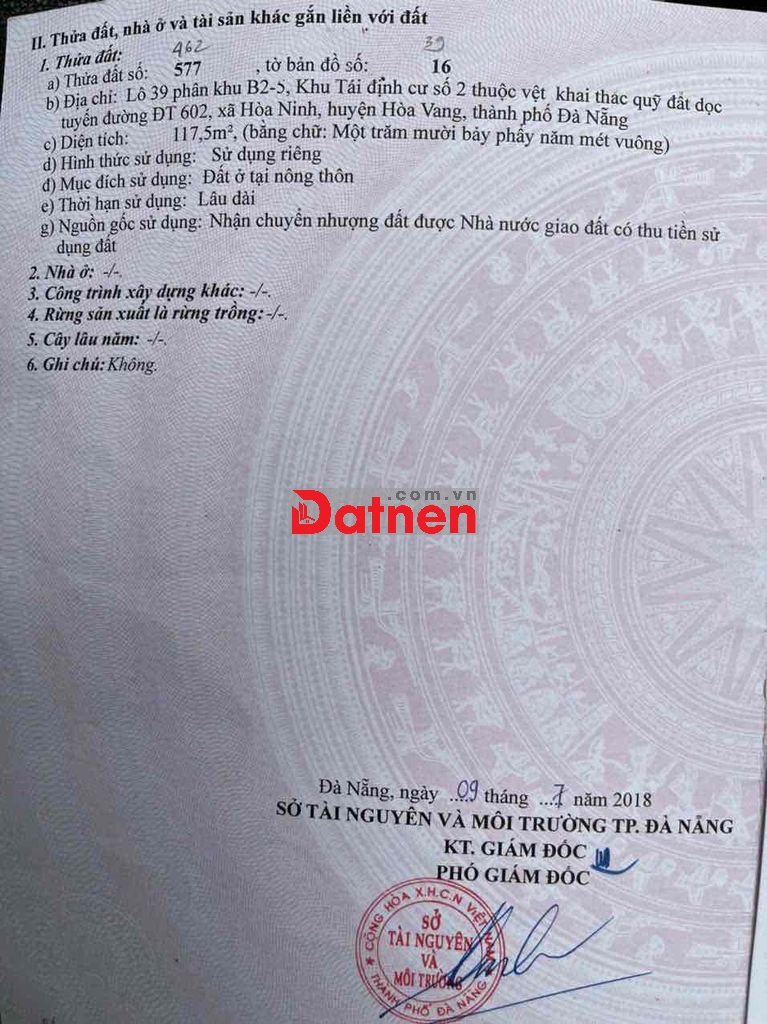 II. Thửa đất, nhà ở và tài sản khác gắn liền với đất
1. Thửa đất: 462 39
a) Thửa đất số: 577 , tờ bản đồ số: 16
b) Địa chỉ: Lô 39 phân khu B2-5, Khu Tái định cư số 2 thuộc vệt khai thác quỹ đất dọc
tuyến đường ĐT 602, xã Hòa Ninh, huyện Hòa Vang, thành phố Đà Nẵng
c) Diện tích: 117,5m², (bằng chữ: Một trăm mười bảy phẩy năm mét vuông)
d) Hình thức sử dụng: Sử dụng riêng
đ) Mục đích sử dụng: Đất ở tại nông thôn
e) Thời hạn sử dụng: Lâu dài
g) Nguồn gốc sử dụng: Nhận chuyển nhượng đất được Nhà nước giao đất có thu tiền sử
dụng đất
2. Nhà ở: -/-.
3. Công trình xây dựng khác: -/-.
4. Rừng sản xuất là rừng trồng: -/-.
5. Cây lâu năm: -/-.
6. Ghi chú: Không.
.com.vn
Datnen
Đà Nẵng, ngày ...09 tháng ...7 năm 2018
SỞ TÀI NGUYÊN VÀ MÔI TRƯỜNG TP. ĐÀ NẴNG
KT. GIÁM ĐỐC
PHÓ GIÁM ĐỐC
CỘNG HÒA X.H.C.N VIỆT NAM
SỞ
TÀI NGUYÊN
VÀ
MÔI TRƯỜNG
THÀNH PHỐ ĐÀ NẴNG